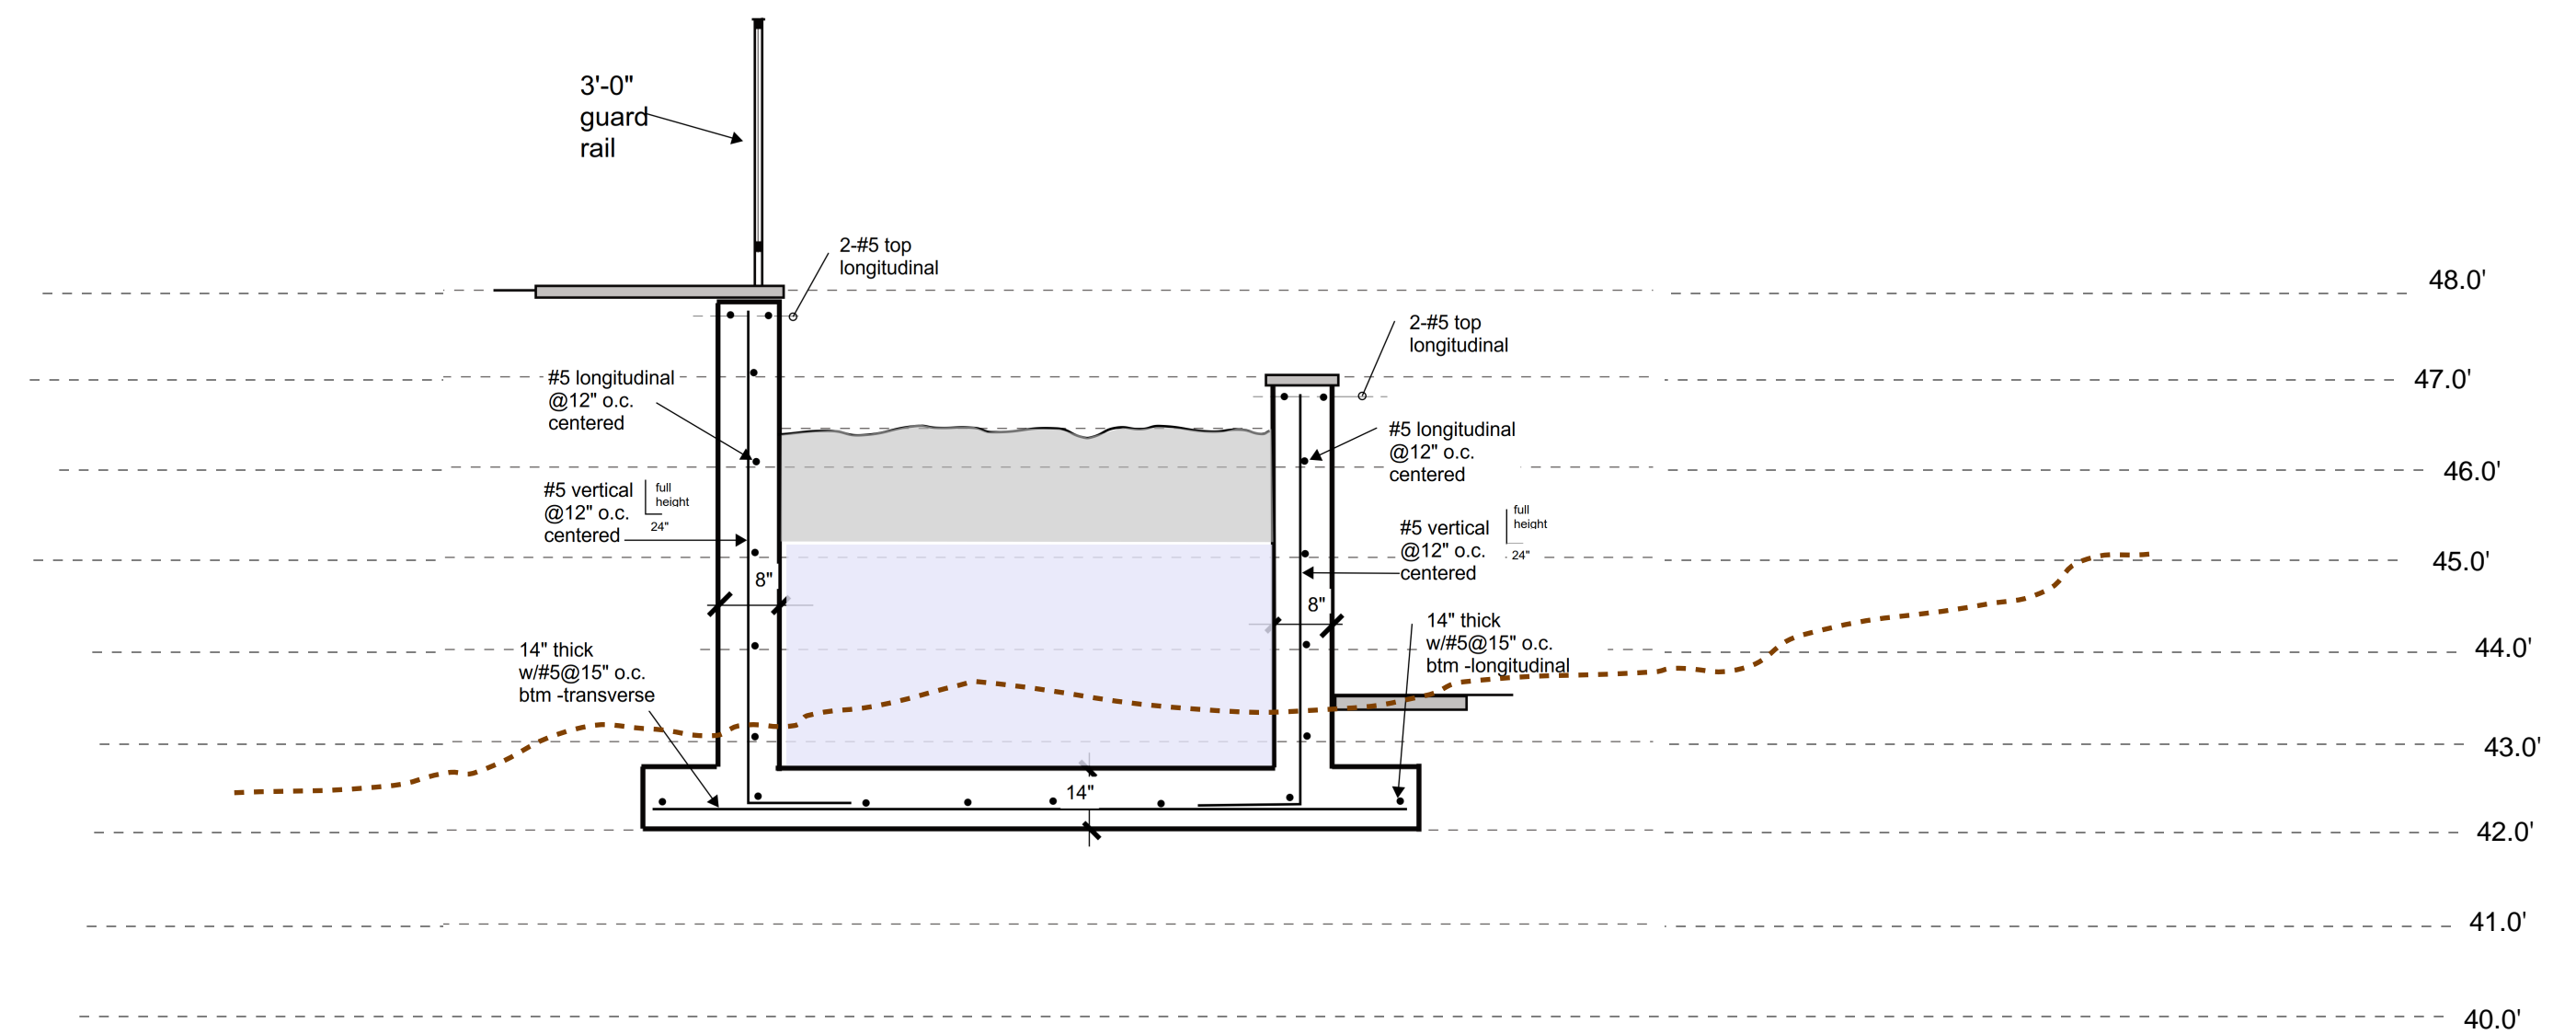 3'-0"
guard
rail
2-#5 top
longitudinal
48.0'
2-#5 top
longitudinal
47.0'
#5 longitudinal
@12" o.c.
centered
#5 longitudinal
@12" o.c.
centered
46.0'
#5 vertical
@12" o.c.
centered
full
height
24"
#5 vertical
@12" o.c.
centered
full
height
24"
45.0'
8"
8"
14" thick
w/#5@15" o.c.
btm -transverse
14" thick
w/#5@15" o.c.
btm -longitudinal
44.0'
43.0'
14"
42.0'
41.0'
40.0'